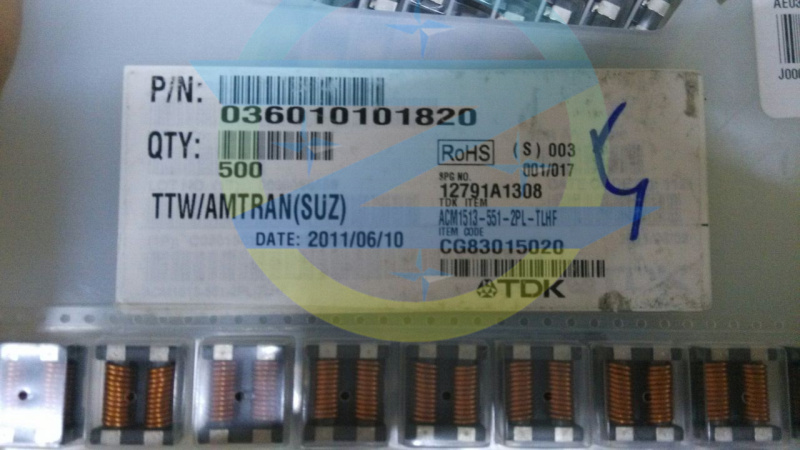 P/N:
036010101820
QTY:
500
RoHS (S) 003
001/017
SPG NO.
12791A1308
TDK ITEM
ACM1513-551-2PL-TLHF
ITEM CODE
CG83015020
TTW/AMTRAN(SUZ)
DATE: 2011/06/10
TDK